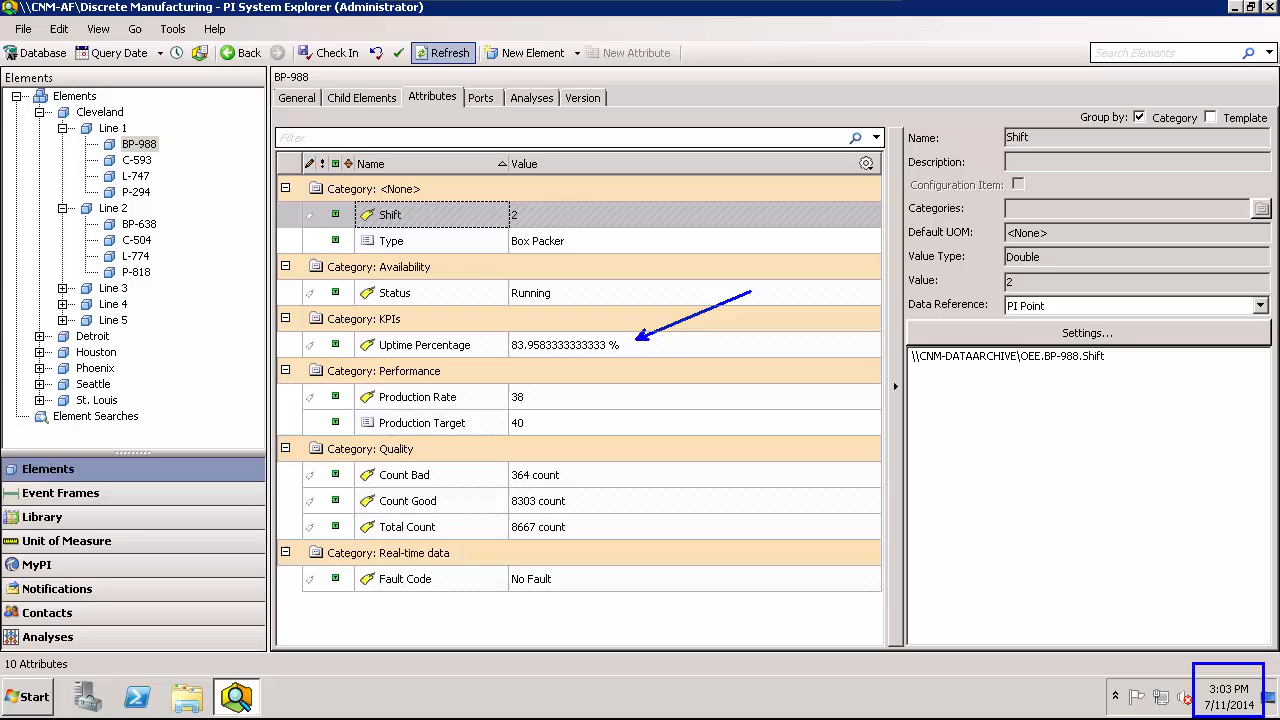 \\CNM-AF\Discrete Manufacturing - PI System Explorer (Administrator)
File Edit View Go Tools Help
Database Query Date Back Check In Refresh New Element New Attribute Search Elements
Elements
Elements
Cleveland
Line 1
BP-988
C-593
L-747
P-294
Line 2
BP-638
C-504
L-774
P-818
Line 3
Line 4
Line 5
Detroit
Houston
Phoenix
Seattle
St. Louis
Element Searches
Elements
Event Frames
Library
Unit of Measure
MyPI
Notifications
Contacts
Analyses
BP-988
General Child Elements Attributes Ports Analyses Version
Group by: Category Template
Filter
Name Value
Category: <None>
Shift 2
Type Box Packer
Category: Availability
Status Running
Category: KPIs
Uptime Percentage 83.9583333333333 %
Category: Performance
Production Rate 38
Production Target 40
Category: Quality
Count Bad 364 count
Count Good 8303 count
Total Count 8667 count
Category: Real-time data
Fault Code No Fault
Name: Shift
Description:
Configuration Item:
Categories:
Default UOM: <None>
Value Type: Double
Value: 2
Data Reference: PI Point
Settings...
\\CNM-DATAARCHIVE\OEE.BP-988.Shift
10 Attributes
Start
3:03 PM
7/11/2014